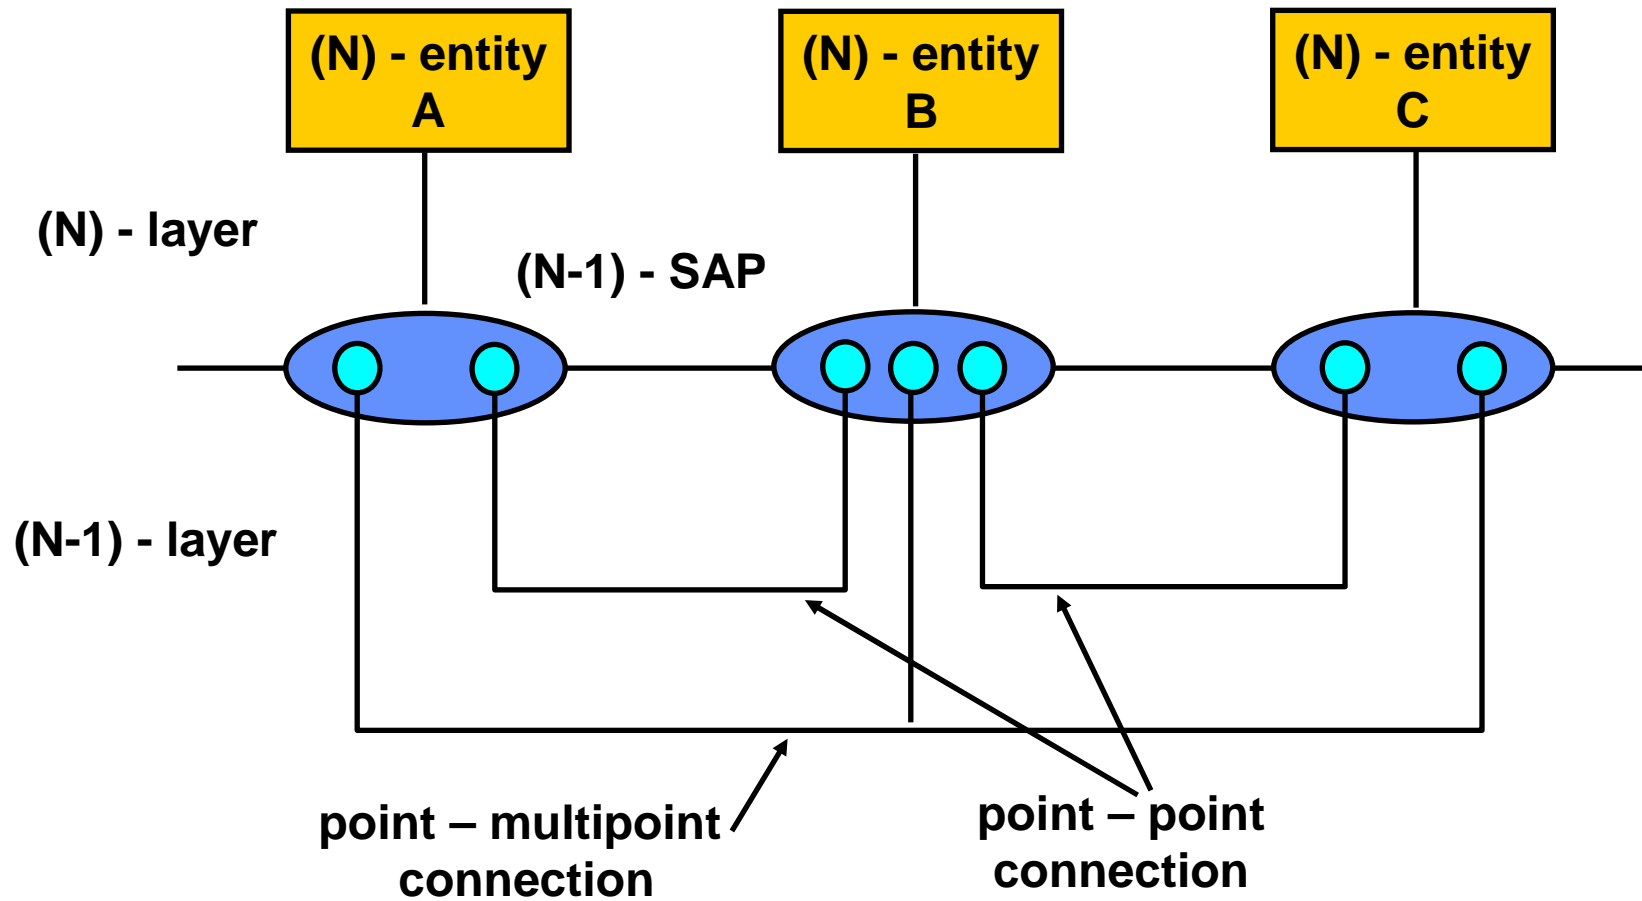 (N) - entity
A
(N) - entity
B
(N) - entity
C
(N) - layer
(N-1) - SAP
(N-1) - layer
point – multipoint
connection
point – point
connection